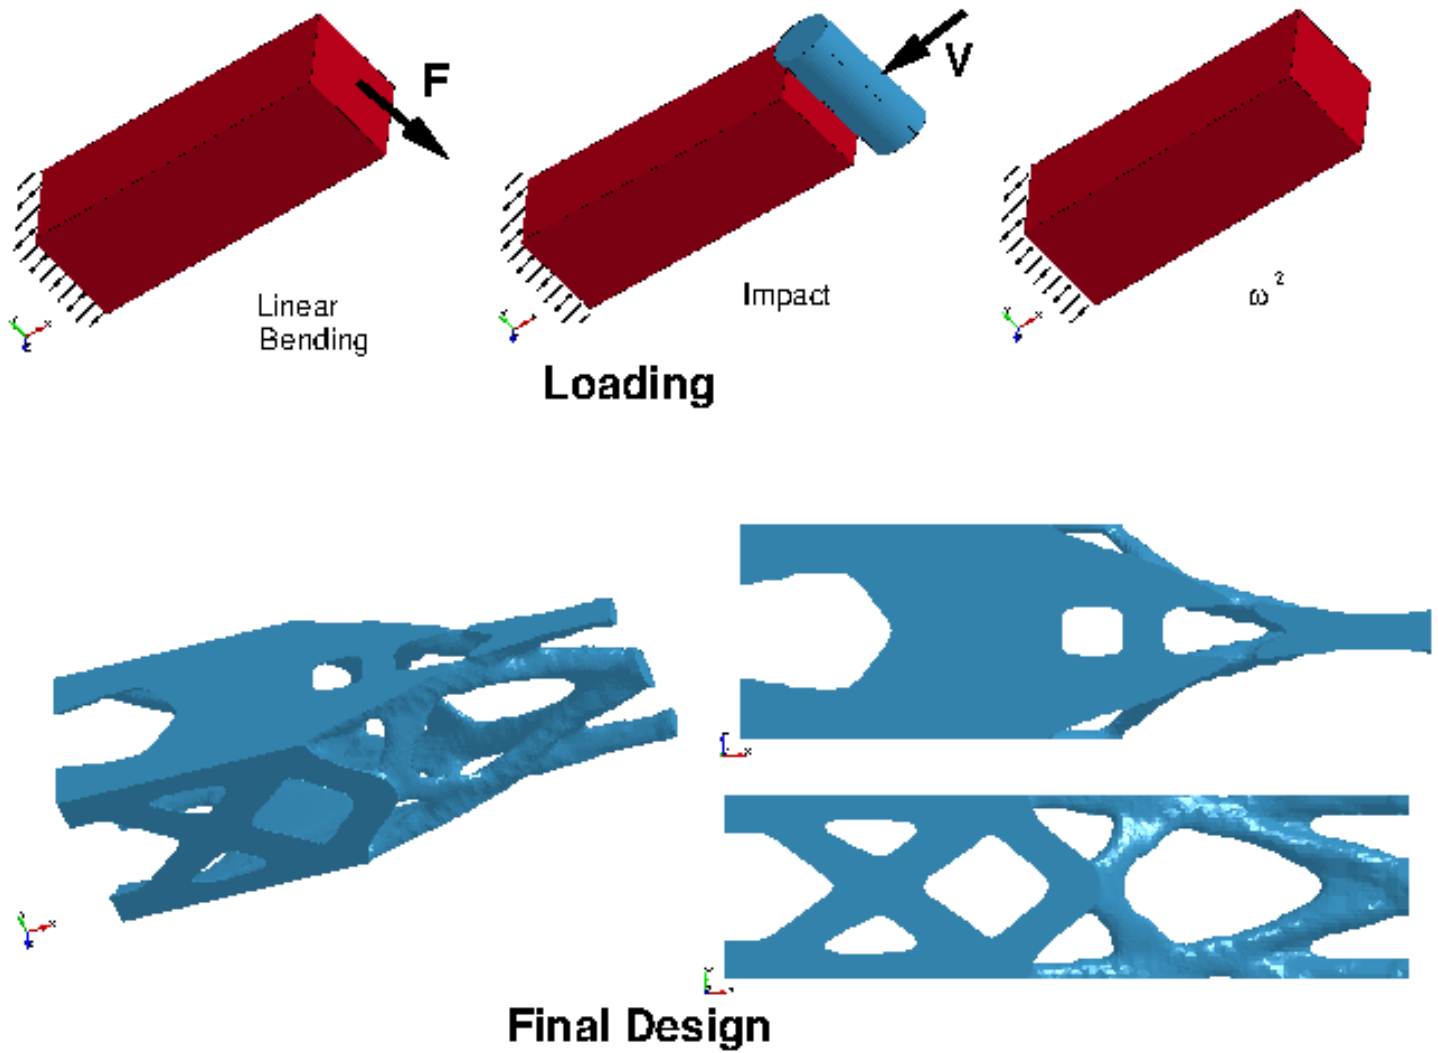 F
V
Linear
Bending
Impact
ω²
Loading
Final Design